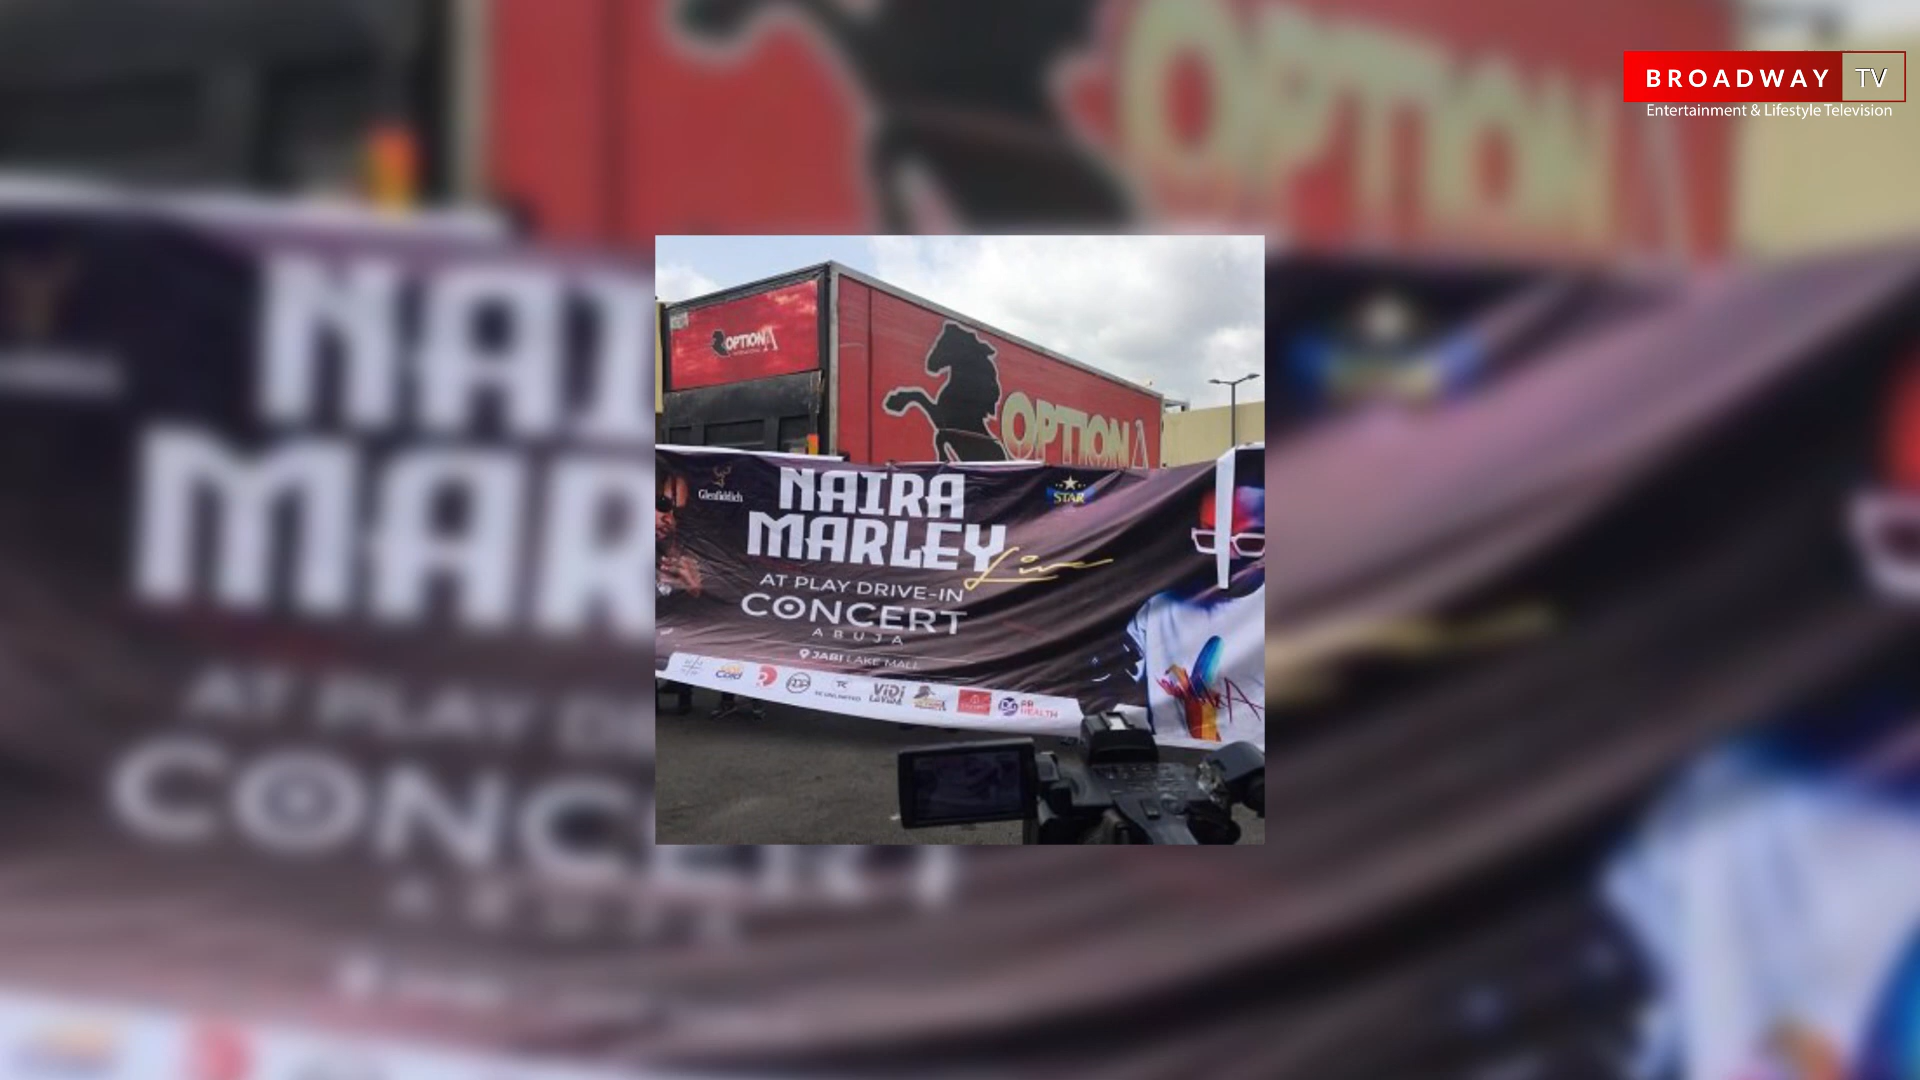 BROADWAY TV
Entertainment & Lifestyle Television
OPTION A
OPTION A
Glenfiddich
STAR
NAIRA
MARLEY
Live
AT PLAY DRIVE-IN
CONCERT
ABUJA
JABI LAKE MALL
ViDi
HEALTH